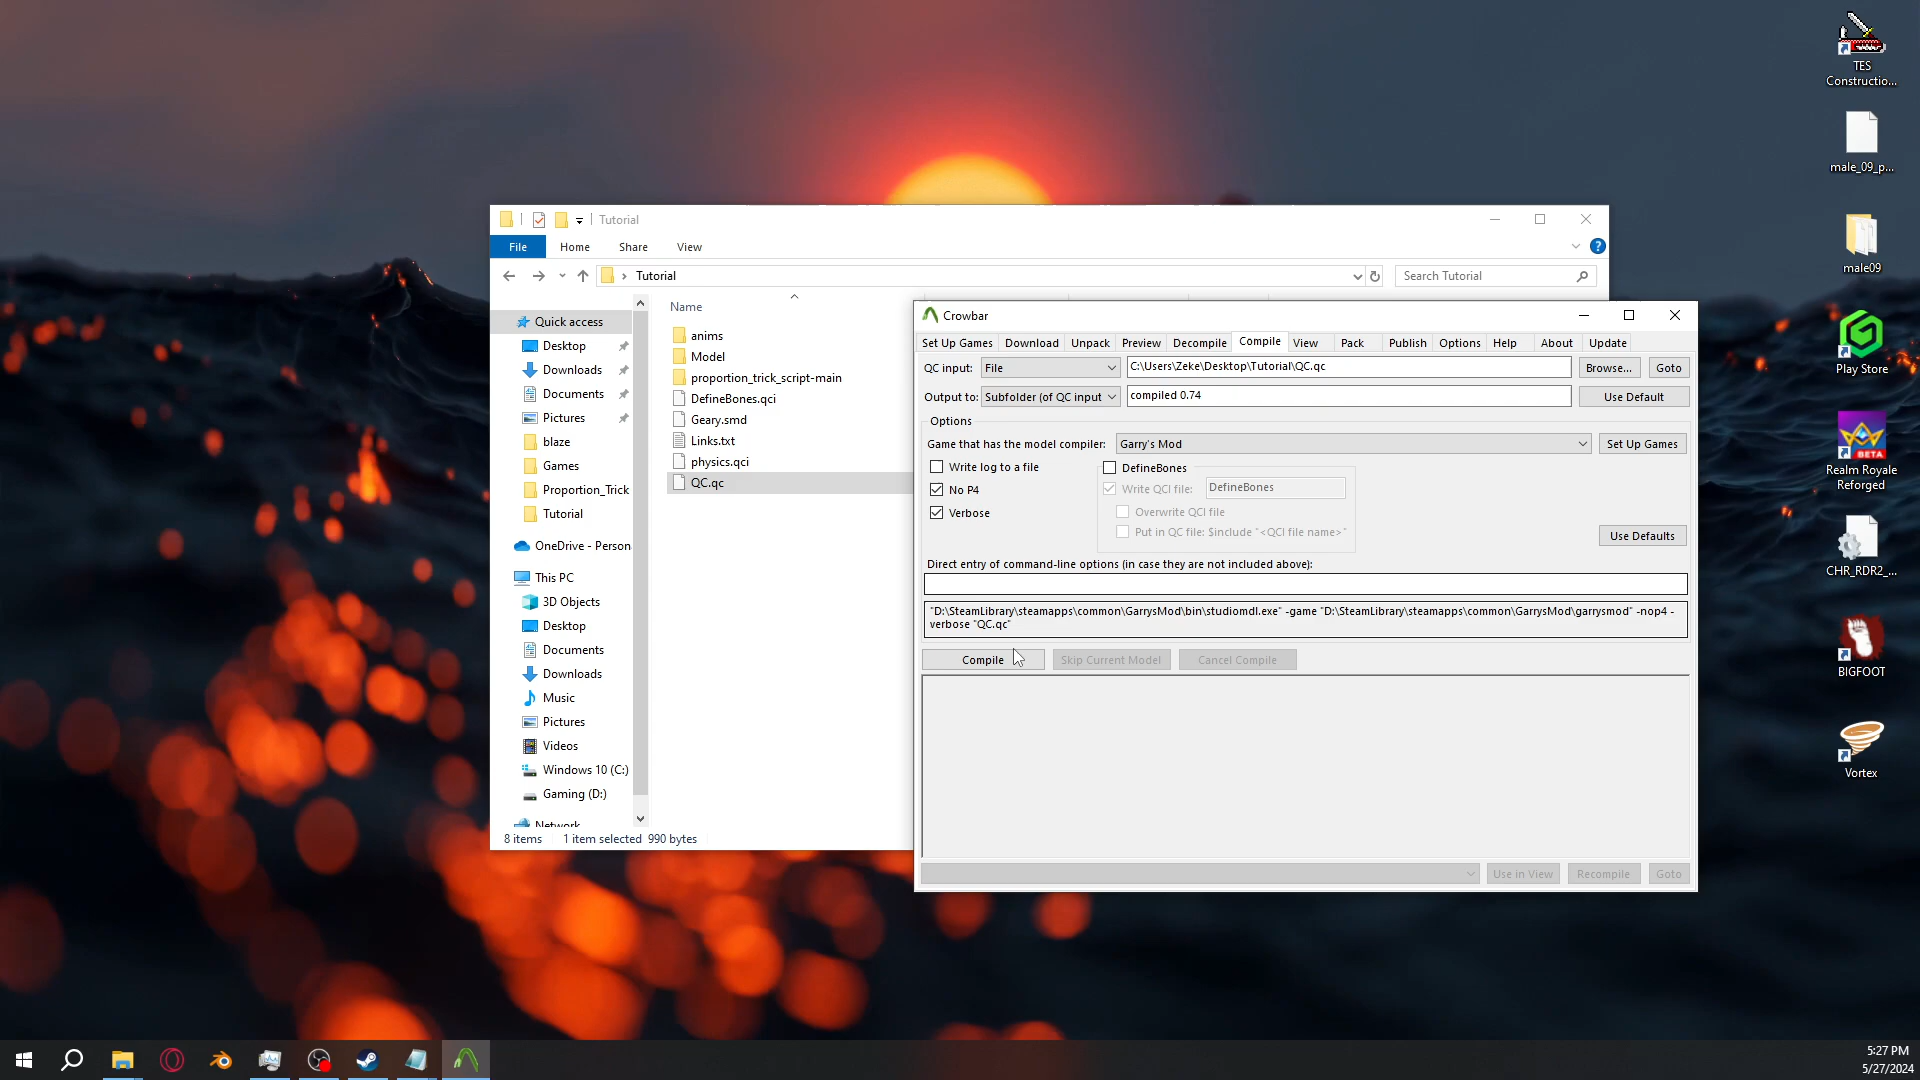 TES
Constructio...
male_09_p...
male09
Play Store
Realm Royale
Reforged
CHR_RDR2_...
BIGFOOT
Vortex
Tutorial
File
Home
Share
View
Tutorial
Search Tutorial
Quick access
Desktop
Downloads
Documents
Pictures
blaze
Games
Proportion_Trick
Tutorial
OneDrive - Person
This PC
3D Objects
Desktop
Documents
Downloads
Music
Pictures
Videos
Windows 10 (C:)
Gaming (D:)
Network
Name
anims
Model
proportion_trick_script-main
DefineBones.qci
Geary.smd
Links.txt
physics.qci
QC.qc
8 items
1 item selected 990 bytes
Crowbar
Set Up Games
Download
Unpack
Preview
Decompile
Compile
View
Pack
Publish
Options
Help
About
Update
QC input:
File
C:\Users\Zeke\Desktop\Tutorial\QC.qc
Browse...
Goto
Output to:
Subfolder (of QC input
compiled 0.74
Use Default
Options
Game that has the model compiler:
Garry's Mod
Set Up Games
Write log to a file
No P4
Verbose
DefineBones
Write QCI file:
DefineBones
Overwrite QCI file
Put in QC file: $include "<QCI file name>"
Use Defaults
Direct entry of command-line options (in case they are not included above):
"D:\SteamLibrary\steamapps\common\GarrysMod\bin\studiomdl.exe" -game "D:\SteamLibrary\steamapps\common\GarrysMod\garrysmod" -nop4 -
verbose "QC.qc"
Compile
Skip Current Model
Cancel Compile
Use in View
Recompile
Goto
BETA
5:27 PM
5/27/2024